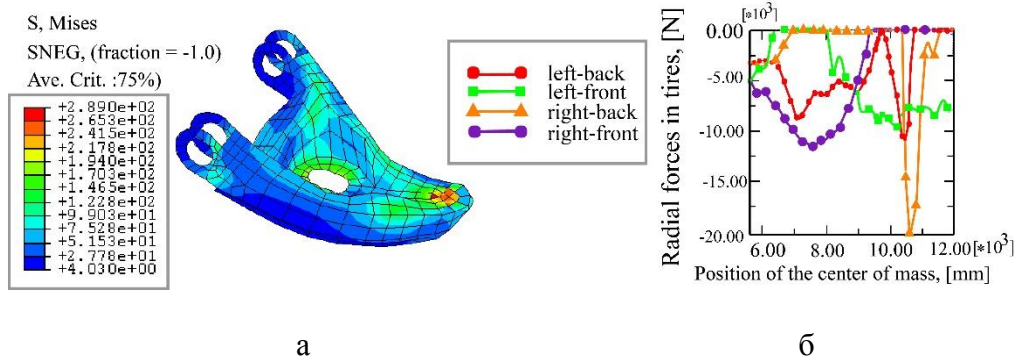 S, Mises
SNEG, (fraction = -1.0)
Ave. Crit. :75%)
+2.890e+02
+2.653e+02
+2.415e+02
+2.178e+02
+1.940e+02
+1.703e+02
+1.465e+02
+1.228e+02
+9.903e+01
+7.528e+01
+5.153e+01
+2.778e+01
+4.030e+00
left-back
left-front
right-back
right-front
Radial forces in tires, [N]
[*10³]
0.00
-5.00
-10.00
-15.00
-20.00
6.00 8.00 10.00 12.00 [*10³]
Position of the center of mass, [mm]
а
б